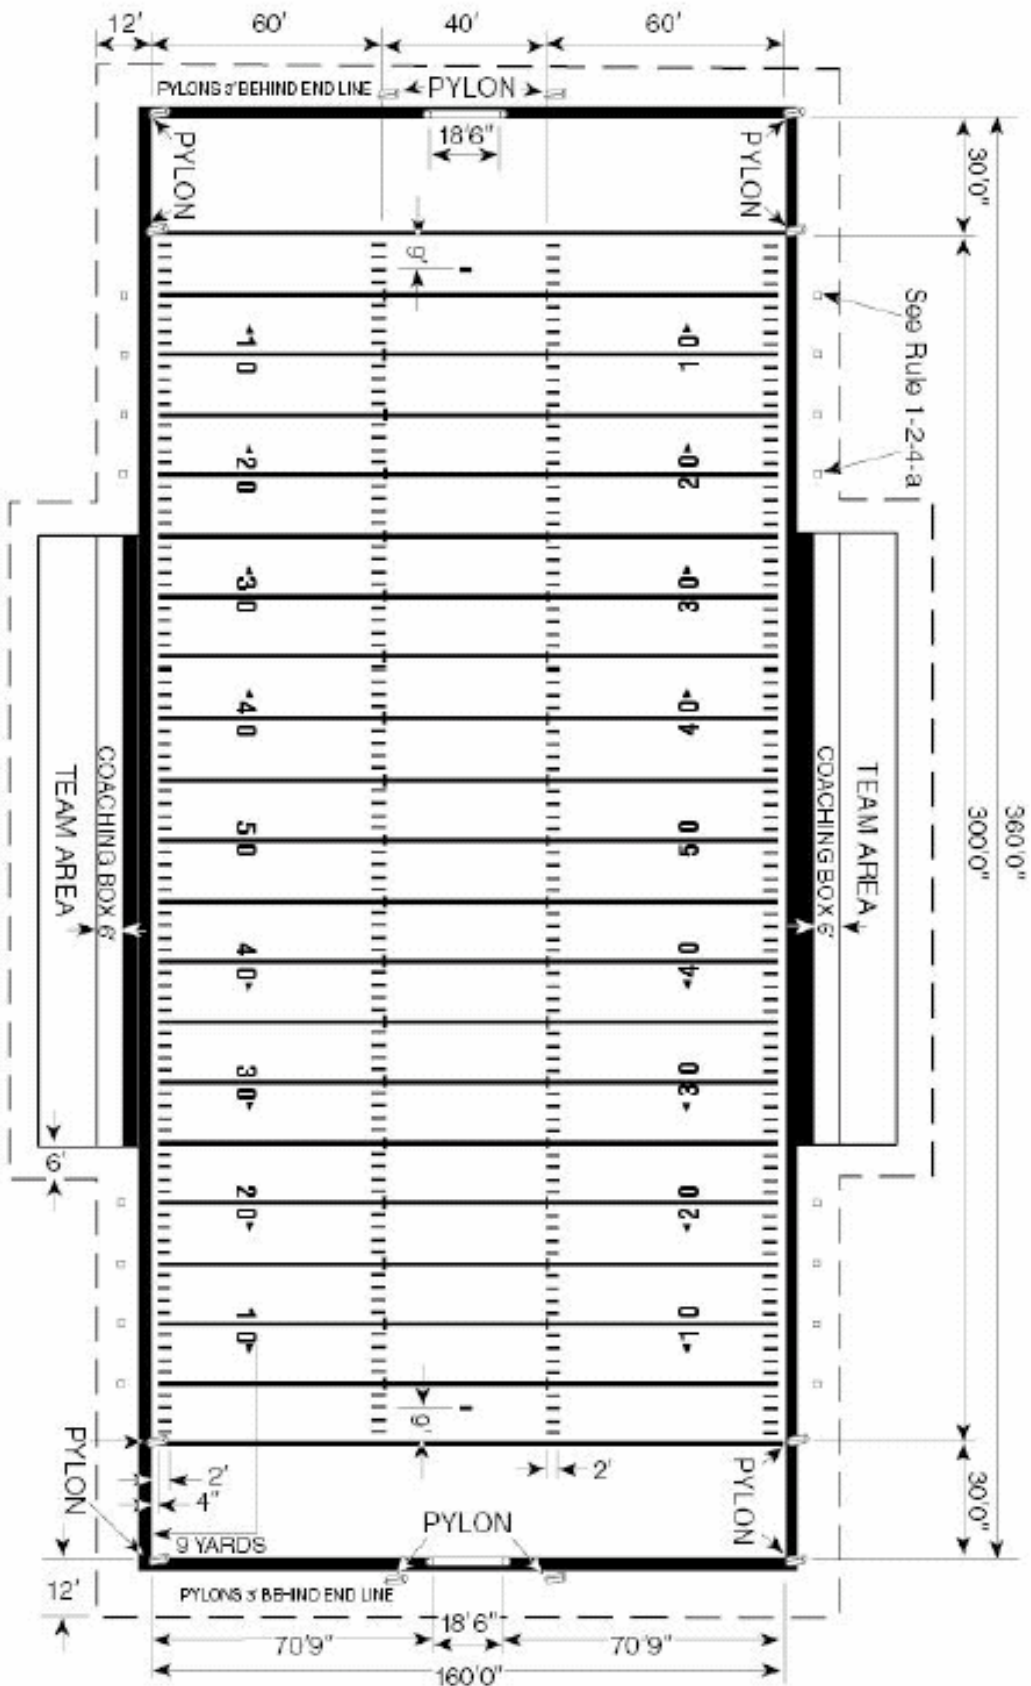 12' 60' 40' 60'
PYLONS 3' BEHIND END LINE PYLON
18'6"
PYLON PYLON
30'0"
9'
See Rule 1-2-4-a
10 10
20 20
30 30
40 40
50 50
COACHING BOX 6'
TEAM AREA
COACHING BOX 6'
TEAM AREA
300'0"
360'0"
40 40
30 30
6'
20 20
10 10
9'
PYLON
2' 2'
4"
PYLON
30'0"
PYLON
9 YARDS
12'
PYLONS 3' BEHIND END LINE
18'6"
70'9" 70'9"
160'0"